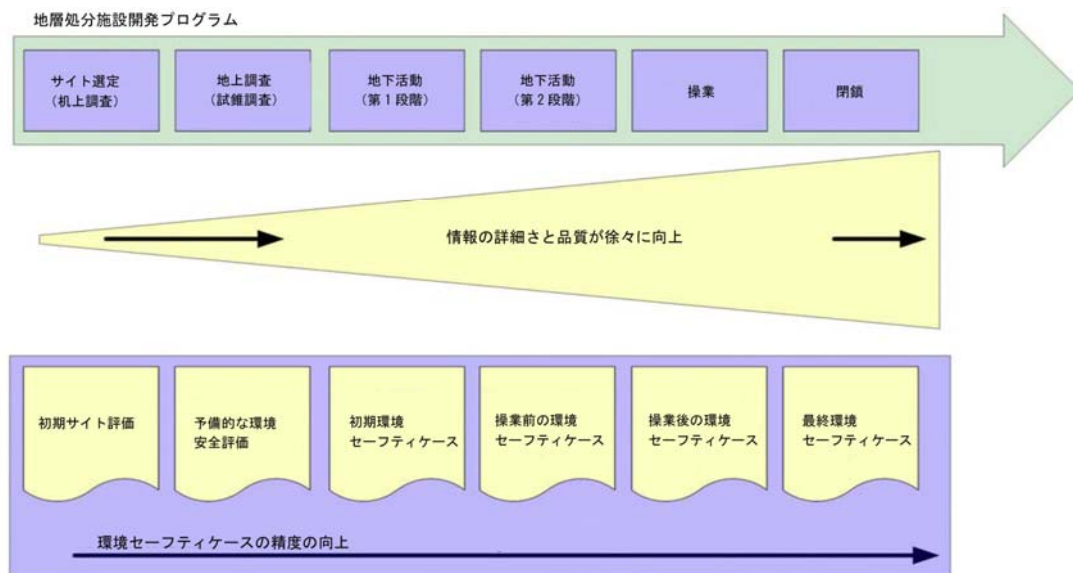 地層処分施設開発プログラム
サイト選定
(机上調査)
地上調査
(試錐調査)
地下活動
(第1段階)
地下活動
(第2段階)
操業
閉鎖
情報の詳細さと品質が徐々に向上
初期サイト評価
予備的な環境
安全評価
初期環境
セーフティケース
操業前の環境
セーフティケース
操業後の環境
セーフティケース
最終環境
セーフティケース
環境セーフティケースの精度の向上